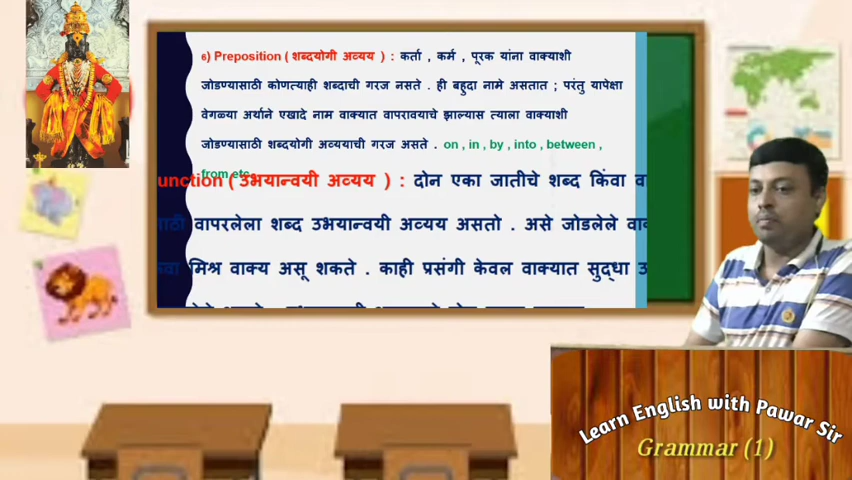 ६) Preposition ( शब्दयोगी अव्यय ) : कर्ता , कर्म , पूरक यांना वाक्याशी
जोडण्यासाठी कोणत्याही शब्दाची गरज नसते . ही बहुदा नामे असतात ; परंतु यापेक्षा
वेगळ्या अर्थाने एखादे नाम वाक्यात वापरावयाचे झाल्यास त्याला वाक्याशी
जोडण्यासाठी शब्दयोगी अव्ययाची गरज असते . on , in , by , into , between ,
from etc
unction ( उभयान्वयी अव्यय ) : दोन एका जातीचे शब्द किंवा
वापरलेला शब्द उभयान्वयी अव्यय असतो . असे जोडलेले
मिश्र वाक्य असू शकते . काही प्रसंगी केवल वाक्यात सुद्धा
Learn English with Pawar Sir
Grammar (1)